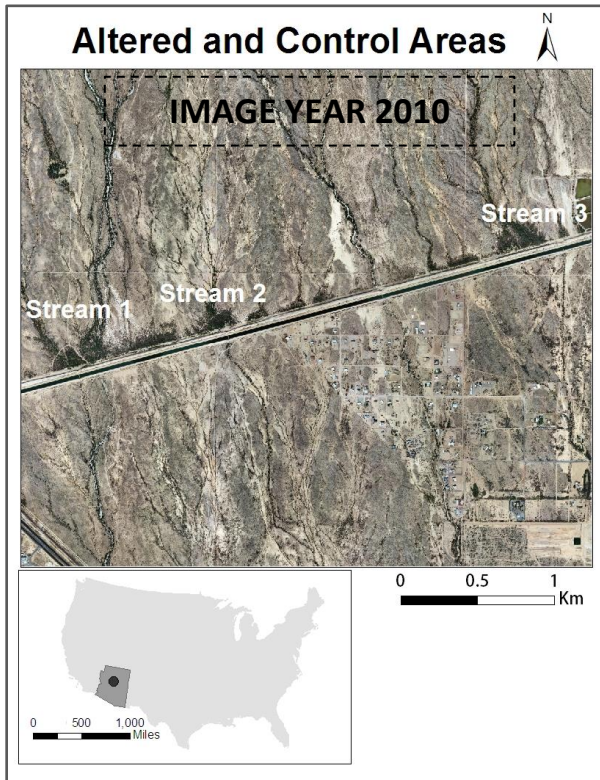 Altered and Control Areas
N
IMAGE YEAR 2010
Stream 3
Stream 2
Stream 1
0 0.5 1
Km
0 500 1,000
Miles